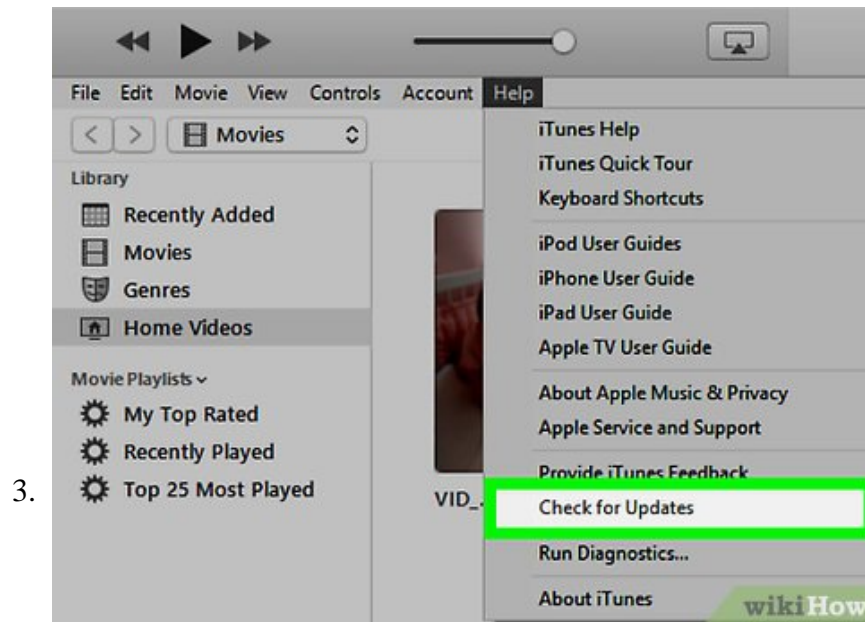 File Edit Movie View Controls Account Help
Movies
Library
Recently Added
Movies
Genres
Home Videos
Movie Playlists
My Top Rated
Recently Played
3. Top 25 Most Played
VID_
iTunes Help
iTunes Quick Tour
Keyboard Shortcuts
iPod User Guides
iPhone User Guide
iPad User Guide
Apple TV User Guide
About Apple Music & Privacy
Apple Service and Support
Provide iTunes Feedback
Check for Updates
Run Diagnostics...
About iTunes
wikiHow